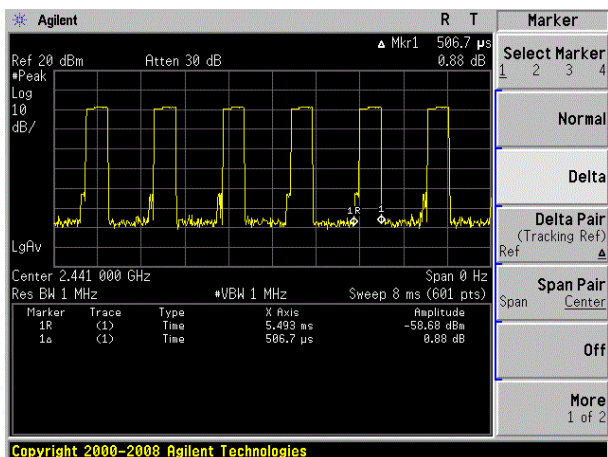 Agilent R T
Marker
Δ Mkr1 506.7 µs
Ref 20 dBm Atten 30 dB 0.88 dB
#Peak
Log
10
dB/
1R 1
LgAv
Center 2.441 000 GHz Span 0 Hz
Res BW 1 MHz #VBW 1 MHz Sweep 8 ms (601 pts)
Marker Trace Type X Axis Amplitude
1R (1) Time 5.493 ms -58.68 dBm
1Δ (1) Time 506.7 µs 0.88 dB
Select Marker
1 2 3 4
Normal
Delta
Delta Pair
(Tracking Ref)
Ref Δ
Span Pair
Span Center
Off
More
1 of 2
Copyright 2000-2008 Agilent Technologies